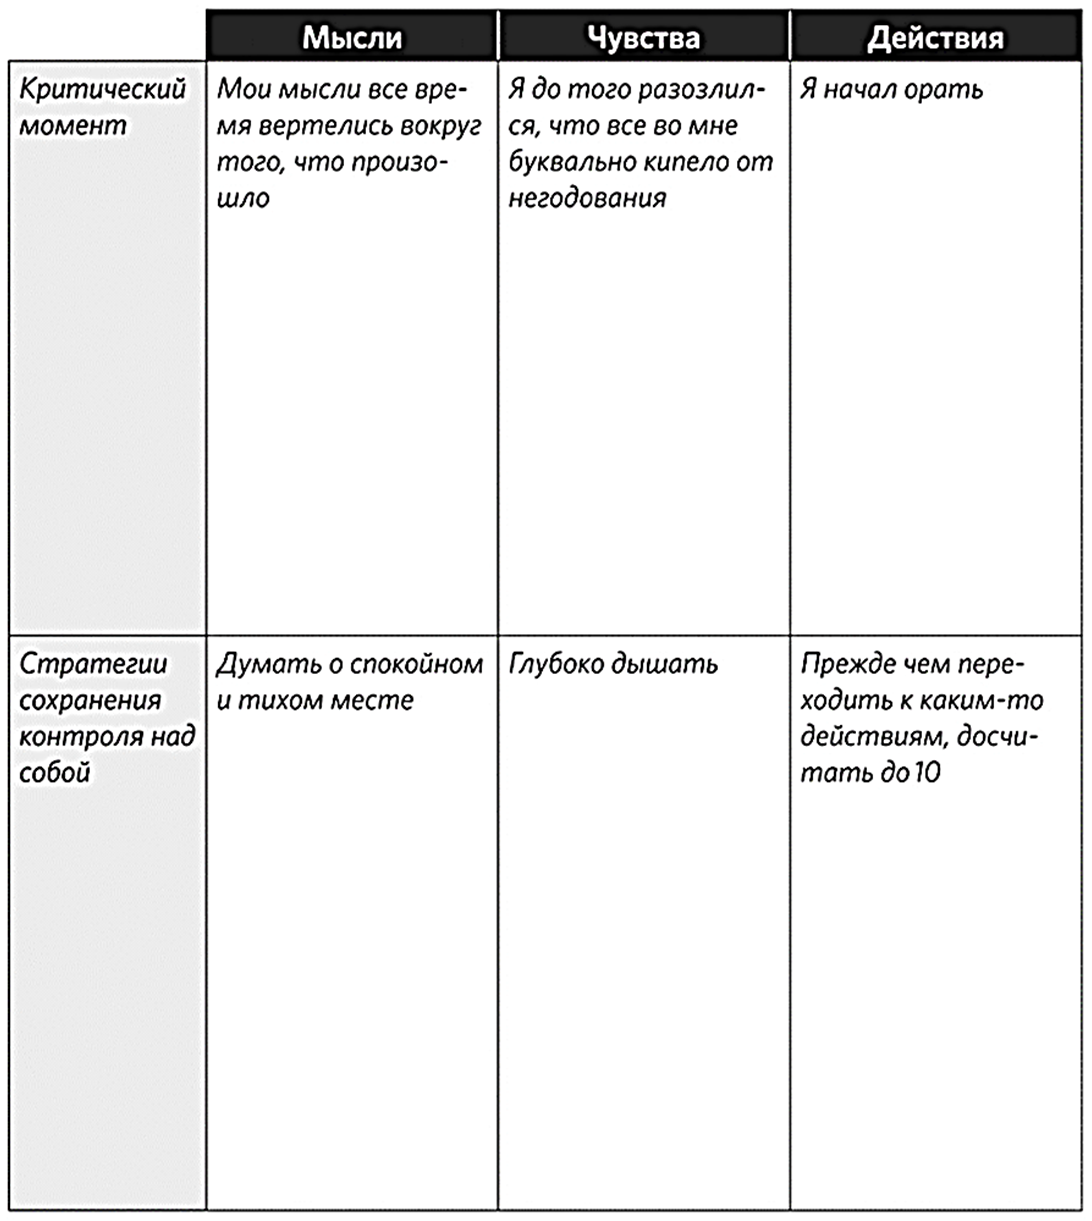 Мысли
Чувства
Действия
Критический
момент
Мои мысли все вре-
мя вертелись вокруг
того, что произо-
шло
Я до того разозлил-
ся, что все во мне
буквально кипело от
негодования
Я начал орать
Стратегии
сохранения
контроля над
собой
Думать о спокойном
и тихом месте
Глубоко дышать
Прежде чем пере-
ходить к каким-то
действиям, досчи-
тать до 10